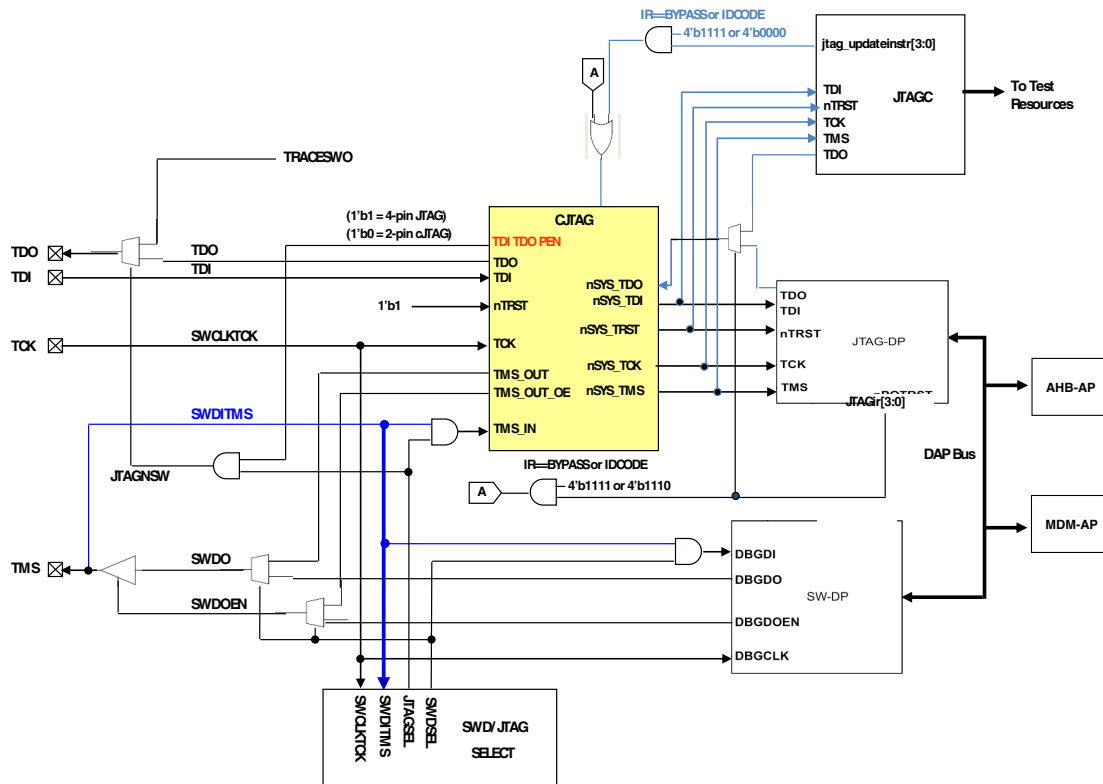 IR==BYPASS or IDCODE
4'b1111 or 4'b0000
jtag_updateinstr[3:0]
A
TDI
nTRST
TCK
TMS
TDO
JTAGC
To Test
Resources
TRACESWO
(1'b1 = 4-pin JTAG)
(1'b0 = 2-pin cJTAG)
CJTAG
TDI TDO PEN
TDO
TDO
TDO
TDI
TDI
TDI
nSYS_TDO
nSYS_TDI
1'b1
nTRST
nSYS_TRST
TCK
SWCLKTCK
TCK
nSYS_TCK
TMS_OUT
TMS_OUT_OE
nSYS_TMS
TMS_IN
TDO
TDI
nTRST
JTAG-DP
TCK
TMS
JTAGir[3:0]
AHB-AP
DAP Bus
MDM-AP
SWDITMS
JTAGNSW
IR==BYPASS or IDCODE
A
4'b1111 or 4'b1110
TMS
SWDO
SWDOEN
DBGDI
DBGDO
SW-DP
DBGDOEN
DBGCLK
SWCLKTCK
SWDITMS
JTAGSEL
SWDSEL
SWD/JTAG
SELECT